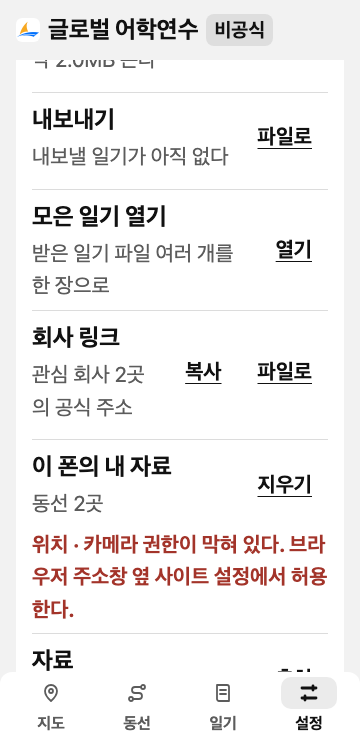 글로벌 어학연수 비공식
내보내기
내보낼 일기가 아직 없다
파일로
모은 일기 열기
받은 일기 파일 여러 개를
한 장으로
열기
회사 링크
관심 회사 2곳
의 공식 주소
복사
파일로
이 폰의 내 자료
동선 2곳
지우기
위치 · 카메라 권한이 막혀 있다. 브라
우저 주소창 옆 사이트 설정에서 허용
한다.
자료
지도
동선
일기
설정